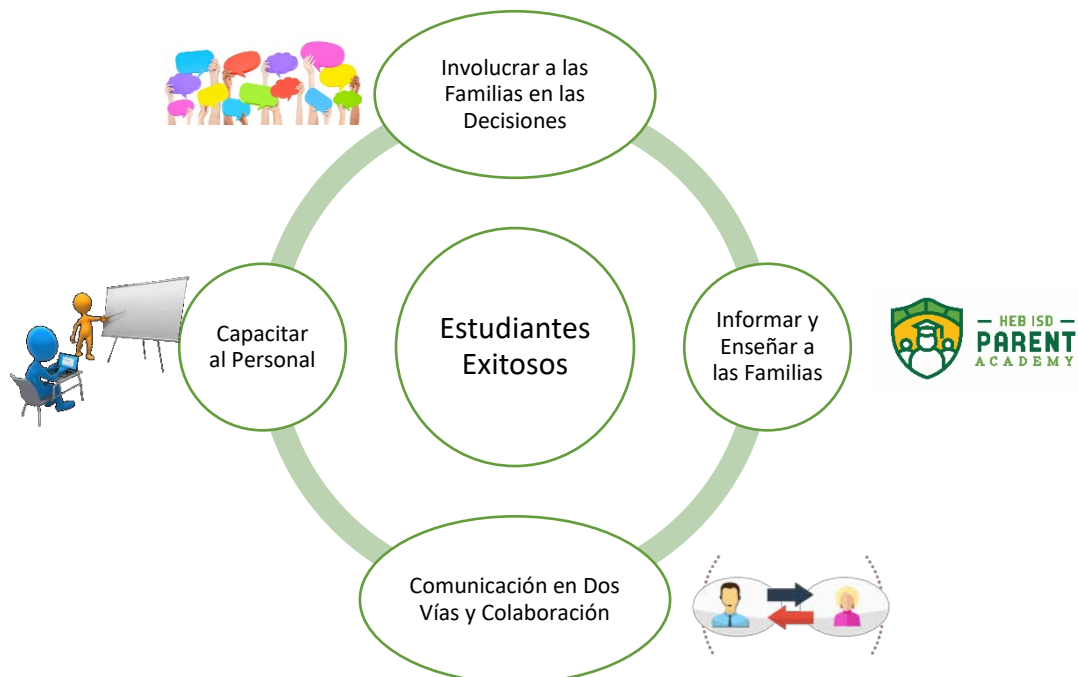 Involucrar a las
Familias en las
Decisiones
Capacitar
al Personal
Estudiantes
Exitosos
Informar y
Enseñar a
las Familias
HEB ISD
PARENT
ACADEMY
Comunicación en Dos
Vías y Colaboración